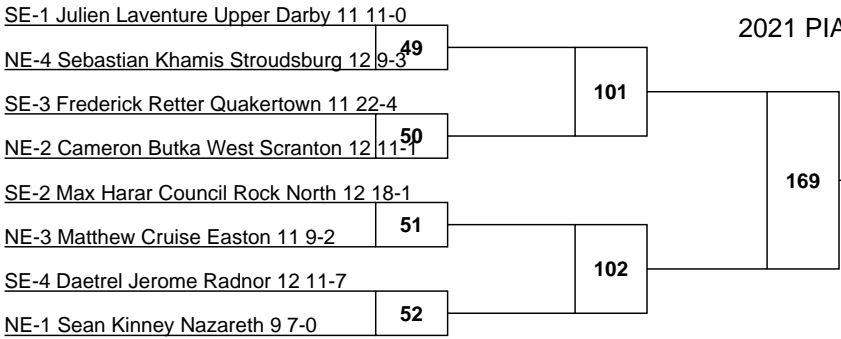 SE-1 Julien Laventure Upper Darby 11 11-0
49
2021 PIA
NE-4 Sebastian Khamis Stroudsburg 12 9-3
101
SE-3 Frederick Retter Quakertown 11 22-4
50
NE-2 Cameron Butka West Scranton 12 11-1
169
SE-2 Max Harar Council Rock North 12 18-1
51
NE-3 Matthew Cruise Easton 11 9-2
102
SE-4 Daetrel Jerome Radnor 12 11-7
52
NE-1 Sean Kinney Nazareth 9 7-0